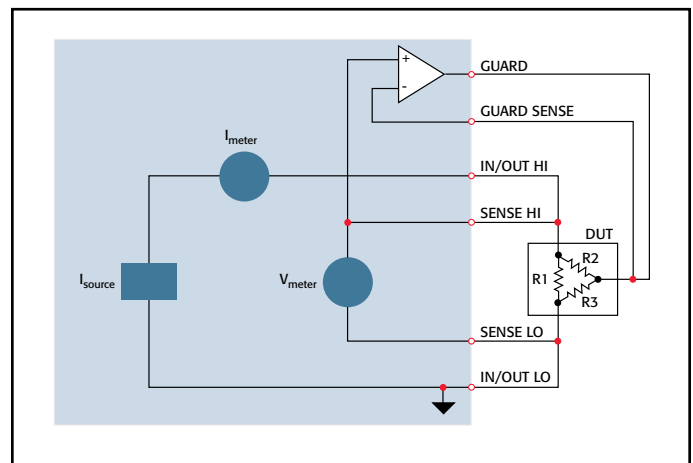 GUARD
+
-
GUARD SENSE
Imeter
IN/OUT HI
SENSE HI
DUT
R2
R1
R3
Isource
Vmeter
SENSE LO
IN/OUT LO